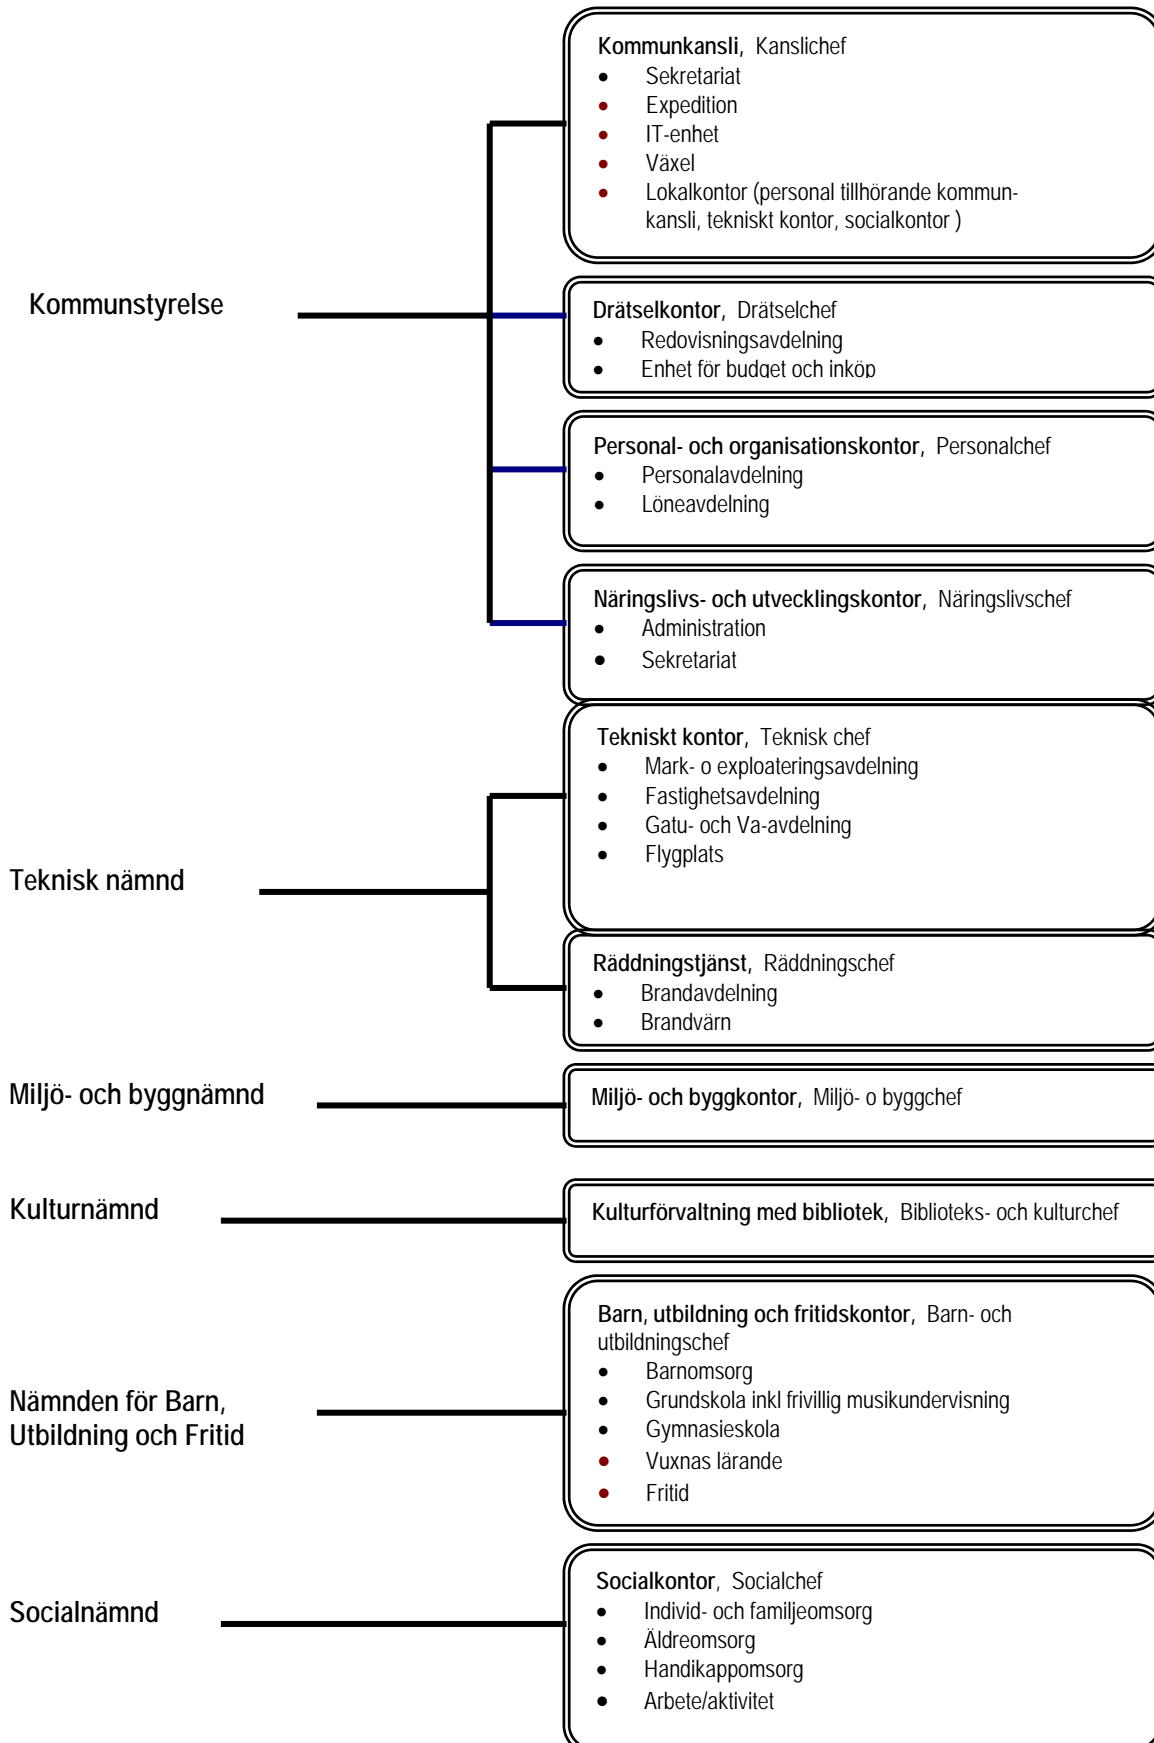 Kommunstyrelse
Kommunkansli, Kanslichef
• Sekretariat
• Expedition
• IT-enhet
• Växel
• Lokalkontor (personal tillhörande kommun-
kansli, tekniskt kontor, socialkontor )
Drätselkontor, Drätselchef
• Redovisningsavdelning
• Enhet för budget och inköp
Personal- och organisationskontor, Personalchef
• Personalavdelning
• Löneavdelning
Näringslivs- och utvecklingskontor, Näringslivschef
• Administration
• Sekretariat
Teknisk nämnd
Tekniskt kontor, Teknisk chef
• Mark- o exploateringsavdelning
• Fastighetsavdelning
• Gatu- och Va-avdelning
• Flygplats
Räddningstjänst, Räddningschef
• Brandavdelning
• Brandvärn
Miljö- och byggnämnd
Miljö- och byggkontor, Miljö- o byggchef
Kulturnämnd
Kulturförvaltning med bibliotek, Biblioteks- och kulturchef
Nämnden för Barn,
Utbildning och Fritid
Barn, utbildning och fritidskontor, Barn- och
utbildningschef
• Barnomsorg
• Grundskola inkl frivillig musikundervisning
• Gymnasieskola
• Vuxnas lärande
• Fritid
Socialnämnd
Socialkontor, Socialchef
• Individ- och familjeomsorg
• Äldreomsorg
• Handikappomsorg
• Arbete/aktivitet